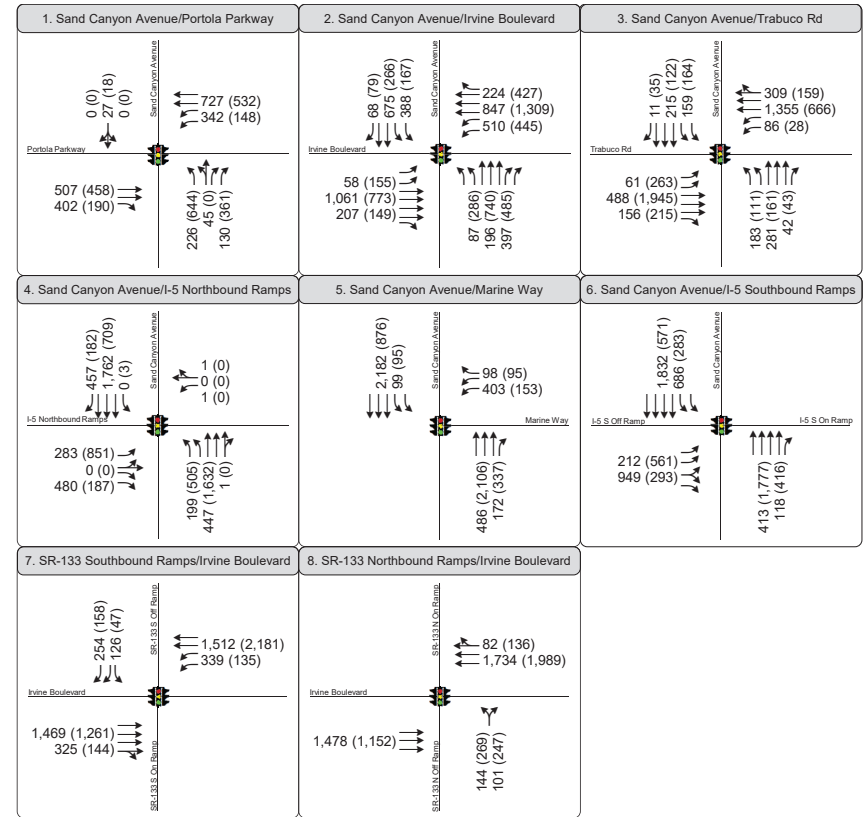 1. Sand Canyon Avenue/Portola Parkway
0 (0)
27 (18)
0 (0)
Sand Canyon Avenue
727 (532)
342 (148)
Portola Parkway
507 (458)
402 (190)
226 (644)
45 (0)
130 (361)
2. Sand Canyon Avenue/Irvine Boulevard
68 (79)
675 (266)
388 (167)
Sand Canyon Avenue
224 (427)
847 (1,309)
510 (445)
Irvine Boulevard
58 (155)
1,061 (773)
207 (149)
87 (286)
196 (740)
397 (485)
3. Sand Canyon Avenue/Trabuco Rd
11 (35)
215 (122)
159 (164)
Sand Canyon Avenue
309 (159)
1,355 (666)
86 (28)
Trabuco Rd
61 (263)
488 (1,945)
156 (215)
183 (111)
281 (161)
42 (43)
4. Sand Canyon Avenue/I-5 Northbound Ramps
457 (182)
1,762 (709)
0 (3)
Sand Canyon Avenue
1 (0)
0 (0)
1 (0)
I-5 Northbound Ramps
283 (851)
0 (0)
480 (187)
199 (505)
447 (1,632)
1 (0)
5. Sand Canyon Avenue/Marine Way
2,182 (876)
99 (95)
Sand Canyon Avenue
98 (95)
403 (153)
Marine Way
486 (2,106)
172 (337)
6. Sand Canyon Avenue/I-5 Southbound Ramps
1,832 (571)
686 (283)
Sand Canyon Avenue
I-5 S Off Ramp
I-5 S On Ramp
212 (561)
949 (293)
413 (1,777)
118 (416)
7. SR-133 Southbound Ramps/Irvine Boulevard
254 (158)
126 (47)
SR-133 S Off Ramp
1,512 (2,181)
339 (135)
Irvine Boulevard
1,469 (1,261)
325 (144)
SR-133 S On Ramp
8. SR-133 Northbound Ramps/Irvine Boulevard
SR-133 N On Ramp
82 (136)
1,734 (1,989)
Irvine Boulevard
1,478 (1,152)
SR-133 N Off Ramp
144 (269)
101 (247)